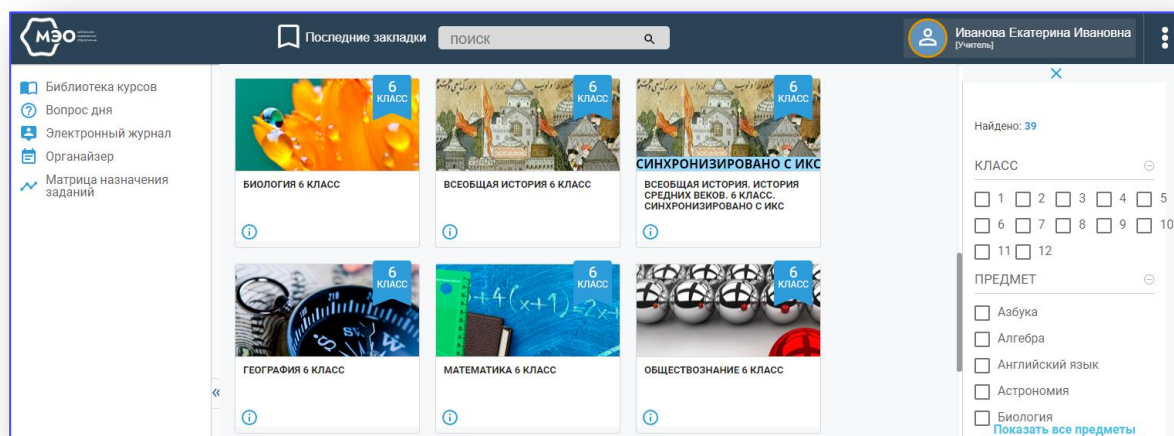 МЭО
Последние закладки
поиск
Иванова Екатерина Ивановна
[Учитель]
Библиотека курсов
Вопрос дня
Электронный журнал
Органайзер
Матрица назначения
заданий
6
КЛАСС
БИОЛОГИЯ 6 КЛАСС
6
КЛАСС
ВСЕОБЩАЯ ИСТОРИЯ 6 КЛАСС
6
КЛАСС
СИНХРОНИЗИРОВАНО С ИКС
ВСЕОБЩАЯ ИСТОРИЯ. ИСТОРИЯ
СРЕДНИХ ВЕКОВ. 6 КЛАСС.
СИНХРОНИЗИРОВАНО С ИКС
6
КЛАСС
ГЕОГРАФИЯ 6 КЛАСС
6
КЛАСС
+4(x+1)=2x+
МАТЕМАТИКА 6 КЛАСС
6
КЛАСС
ОБЩЕСТВОЗНАНИЕ 6 КЛАСС
Найдено: 39
КЛАСС
1 2 3 4 5
6 7 8 9 10
11 12
ПРЕДМЕТ
Азбука
Алгебра
Английский язык
Астрономия
Биология
Показать все предметы